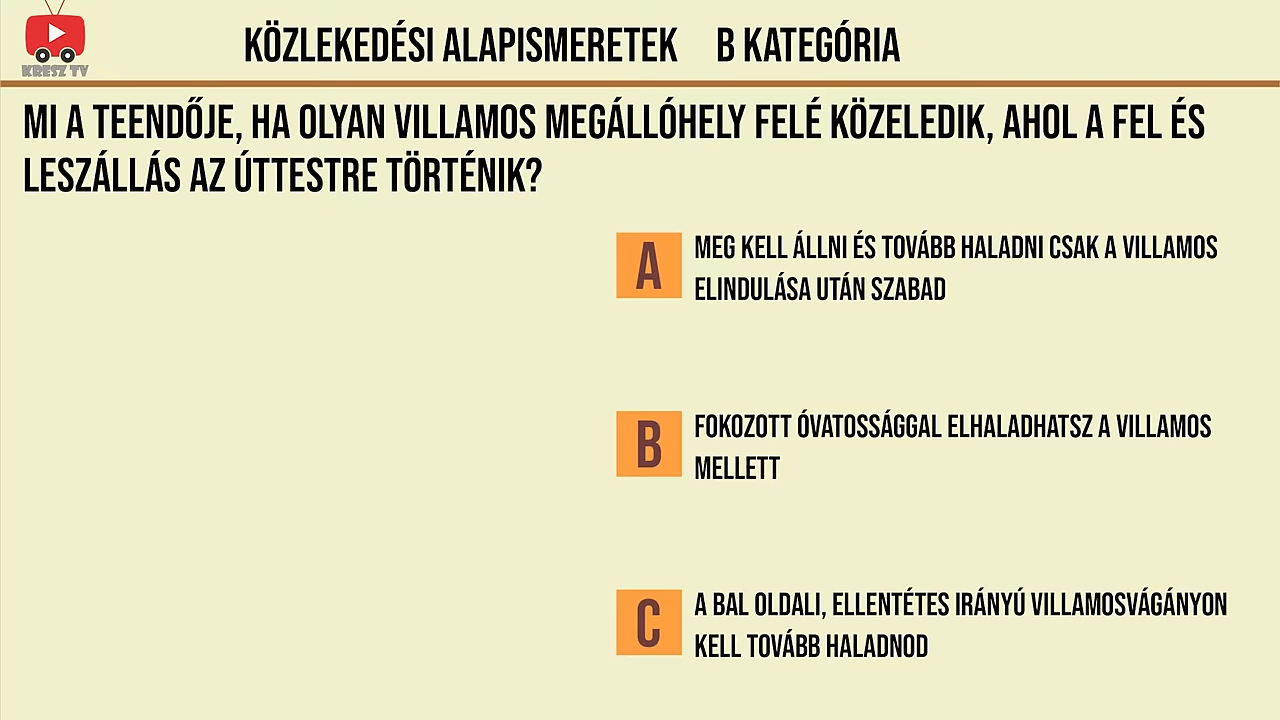 KRESZ TV
KÖZLEKEDÉSI ALAPISMERETEK B KATEGÓRIA
MI A TEENDŐJE, HA OLYAN VILLAMOS MEGÁLLÓHELY FELÉ KÖZELEDIK, AHOL A FEL ÉS
LESZÁLLÁS AZ ÚTTESTRE TÖRTÉNIK?
A MEG KELL ÁLLNI ÉS TOVÁBB HALADNI CSAK A VILLAMOS
ELINDULÁSA UTÁN SZABAD
B FOKOZOTT ÓVATOSSÁGGAL ELHALADHATSZ A VILLAMOS
MELLETT
C A BAL OLDALI, ELLENTÉTES IRÁNYÚ VILLAMOSVÁGÁNYON
KELL TOVÁBB HALADNOD